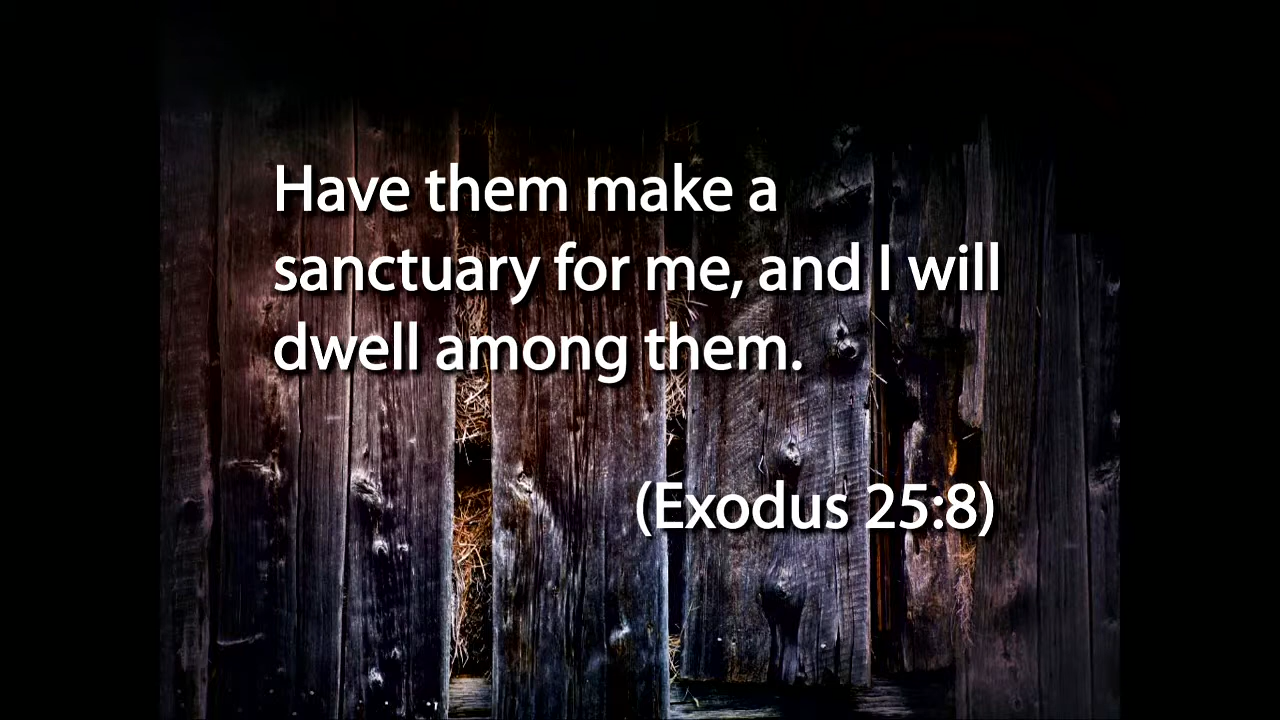 Have them make a
sanctuary for me, and I will
dwell among them.
(Exodus 25:8)